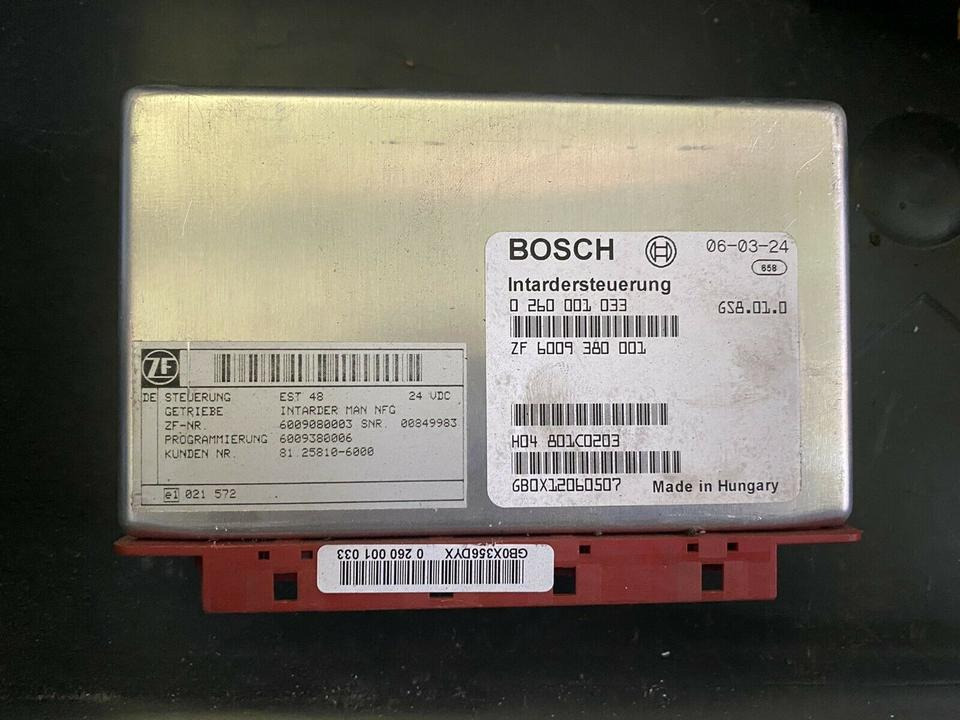 BOSCH 06-03-24
658
Intardersteuerung
0 260 001 033 GS8.01.0
ZF 6009 380 001
H04 801C0203
GB0X12060507 Made in Hungary
ZF
DE STEUERUNG EST 48 24 VDC
GETRIEBE INTARDER MAN NFG
ZF-NR. 6009080003 SNR. 00849983
PROGRAMMIERUNG 6009380006
KUNDEN NR. 81.25810-6000
e1 021 572
GB0X356DYX 0 260 001 033